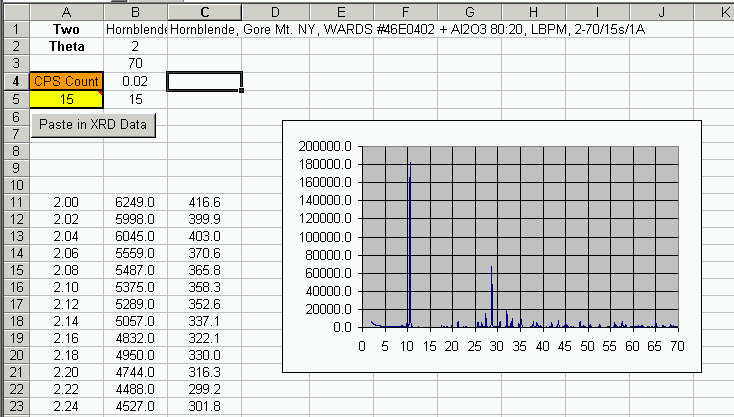 A B C D E F G H I J K
1 Two Hornblende Hornblende, Gore Mt. NY, WARDS #46E0402 + Al2O3 80:20, LBPM, 2-70/15s/1A
2 Theta 2
3 70
4 CPS Count 0.02
5 15 15
6
7
Paste in XRD Data
8
9
10
11 2.00 6249.0 416.6
12 2.02 5998.0 399.9
13 2.04 6045.0 403.0
14 2.06 5559.0 370.6
15 2.08 5487.0 365.8
16 2.10 5375.0 358.3
17 2.12 5289.0 352.6
18 2.14 5057.0 337.1
19 2.16 4832.0 322.1
20 2.18 4950.0 330.0
21 2.20 4744.0 316.3
22 2.22 4488.0 299.2
23 2.24 4527.0 301.8
200000.0
180000.0
160000.0
140000.0
120000.0
100000.0
80000.0
60000.0
40000.0
20000.0
0.0
0 5 10 15 20 25 30 35 40 45 50 55 60 65 70